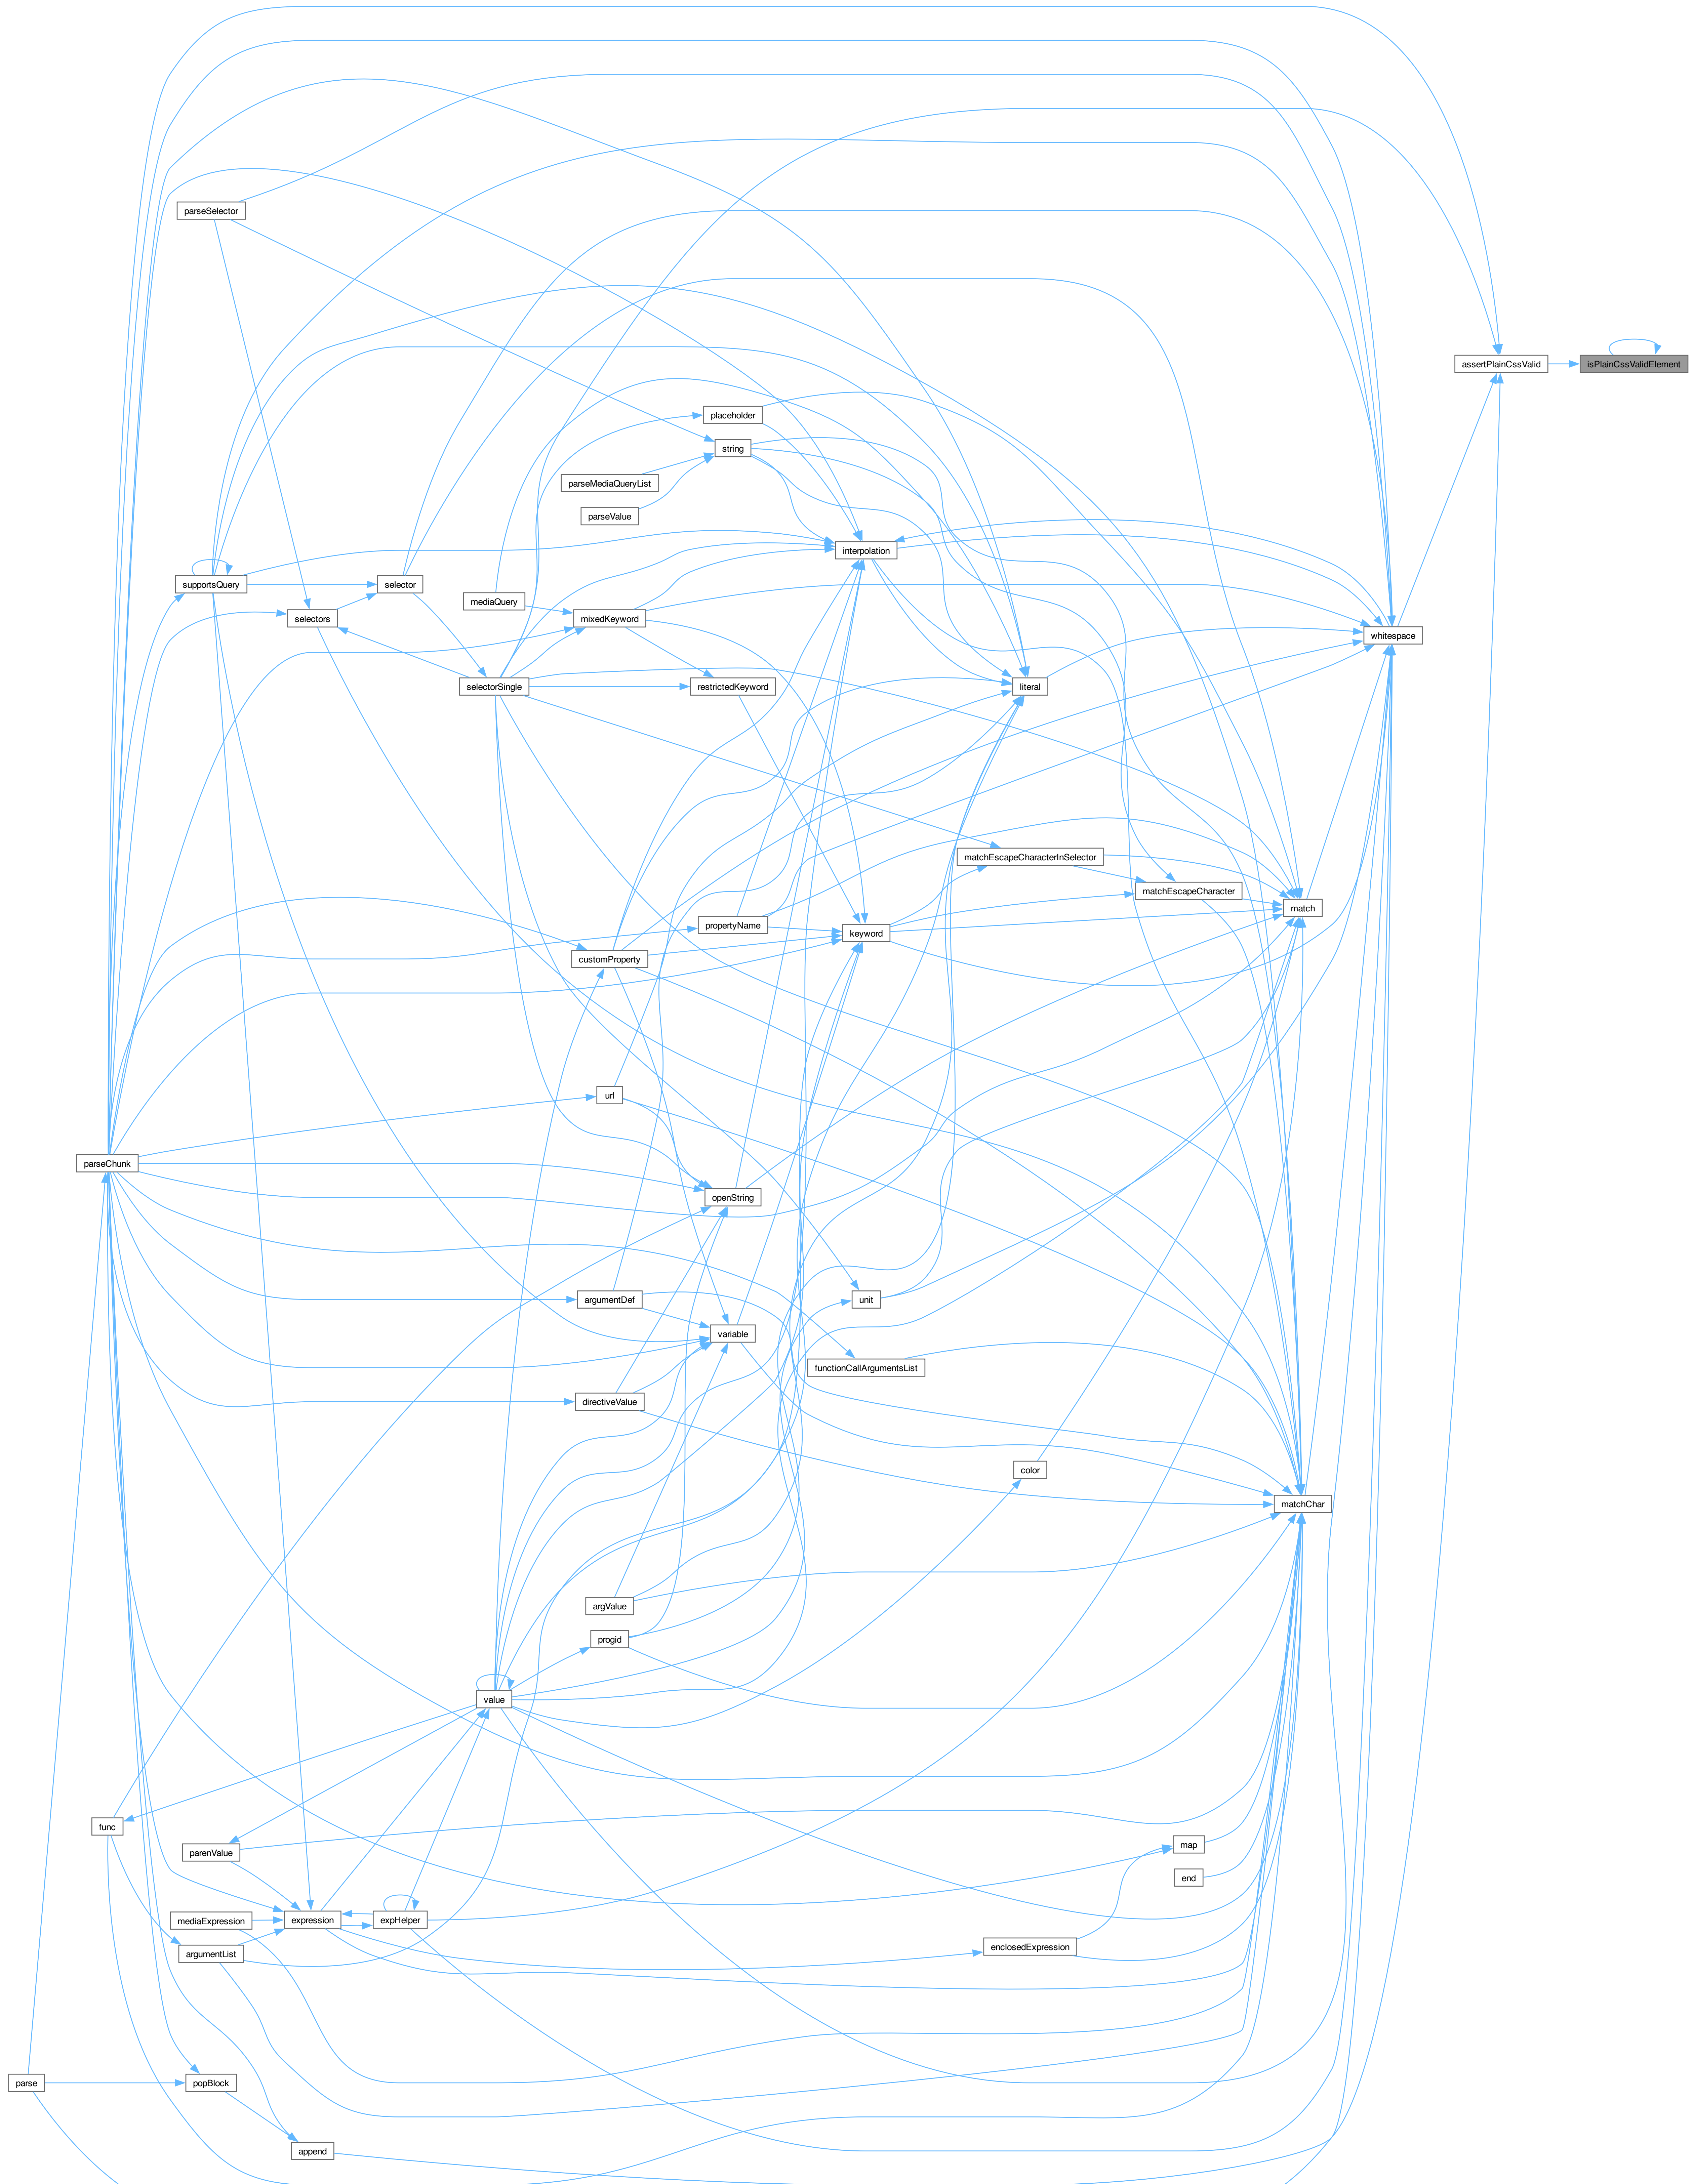 parseSelector
assertPlainCssValid
isPlainCssValidElement
placeholder
string
parseMediaQueryList
parseValue
interpolation
supportsQuery
selector
mediaQuery
selectors
mixedKeyword
whitespace
selectorSingle
restrictedKeyword
literal
matchEscapeCharacterInSelector
matchEscapeCharacter
match
propertyName
keyword
customProperty
url
parseChunk
openString
argumentDef
unit
variable
functionCallArgumentsList
directiveValue
color
matchChar
argValue
progid
value
func
map
parenValue
end
mediaExpression
expression
expHelper
enclosedExpression
argumentList
parse
popBlock
append